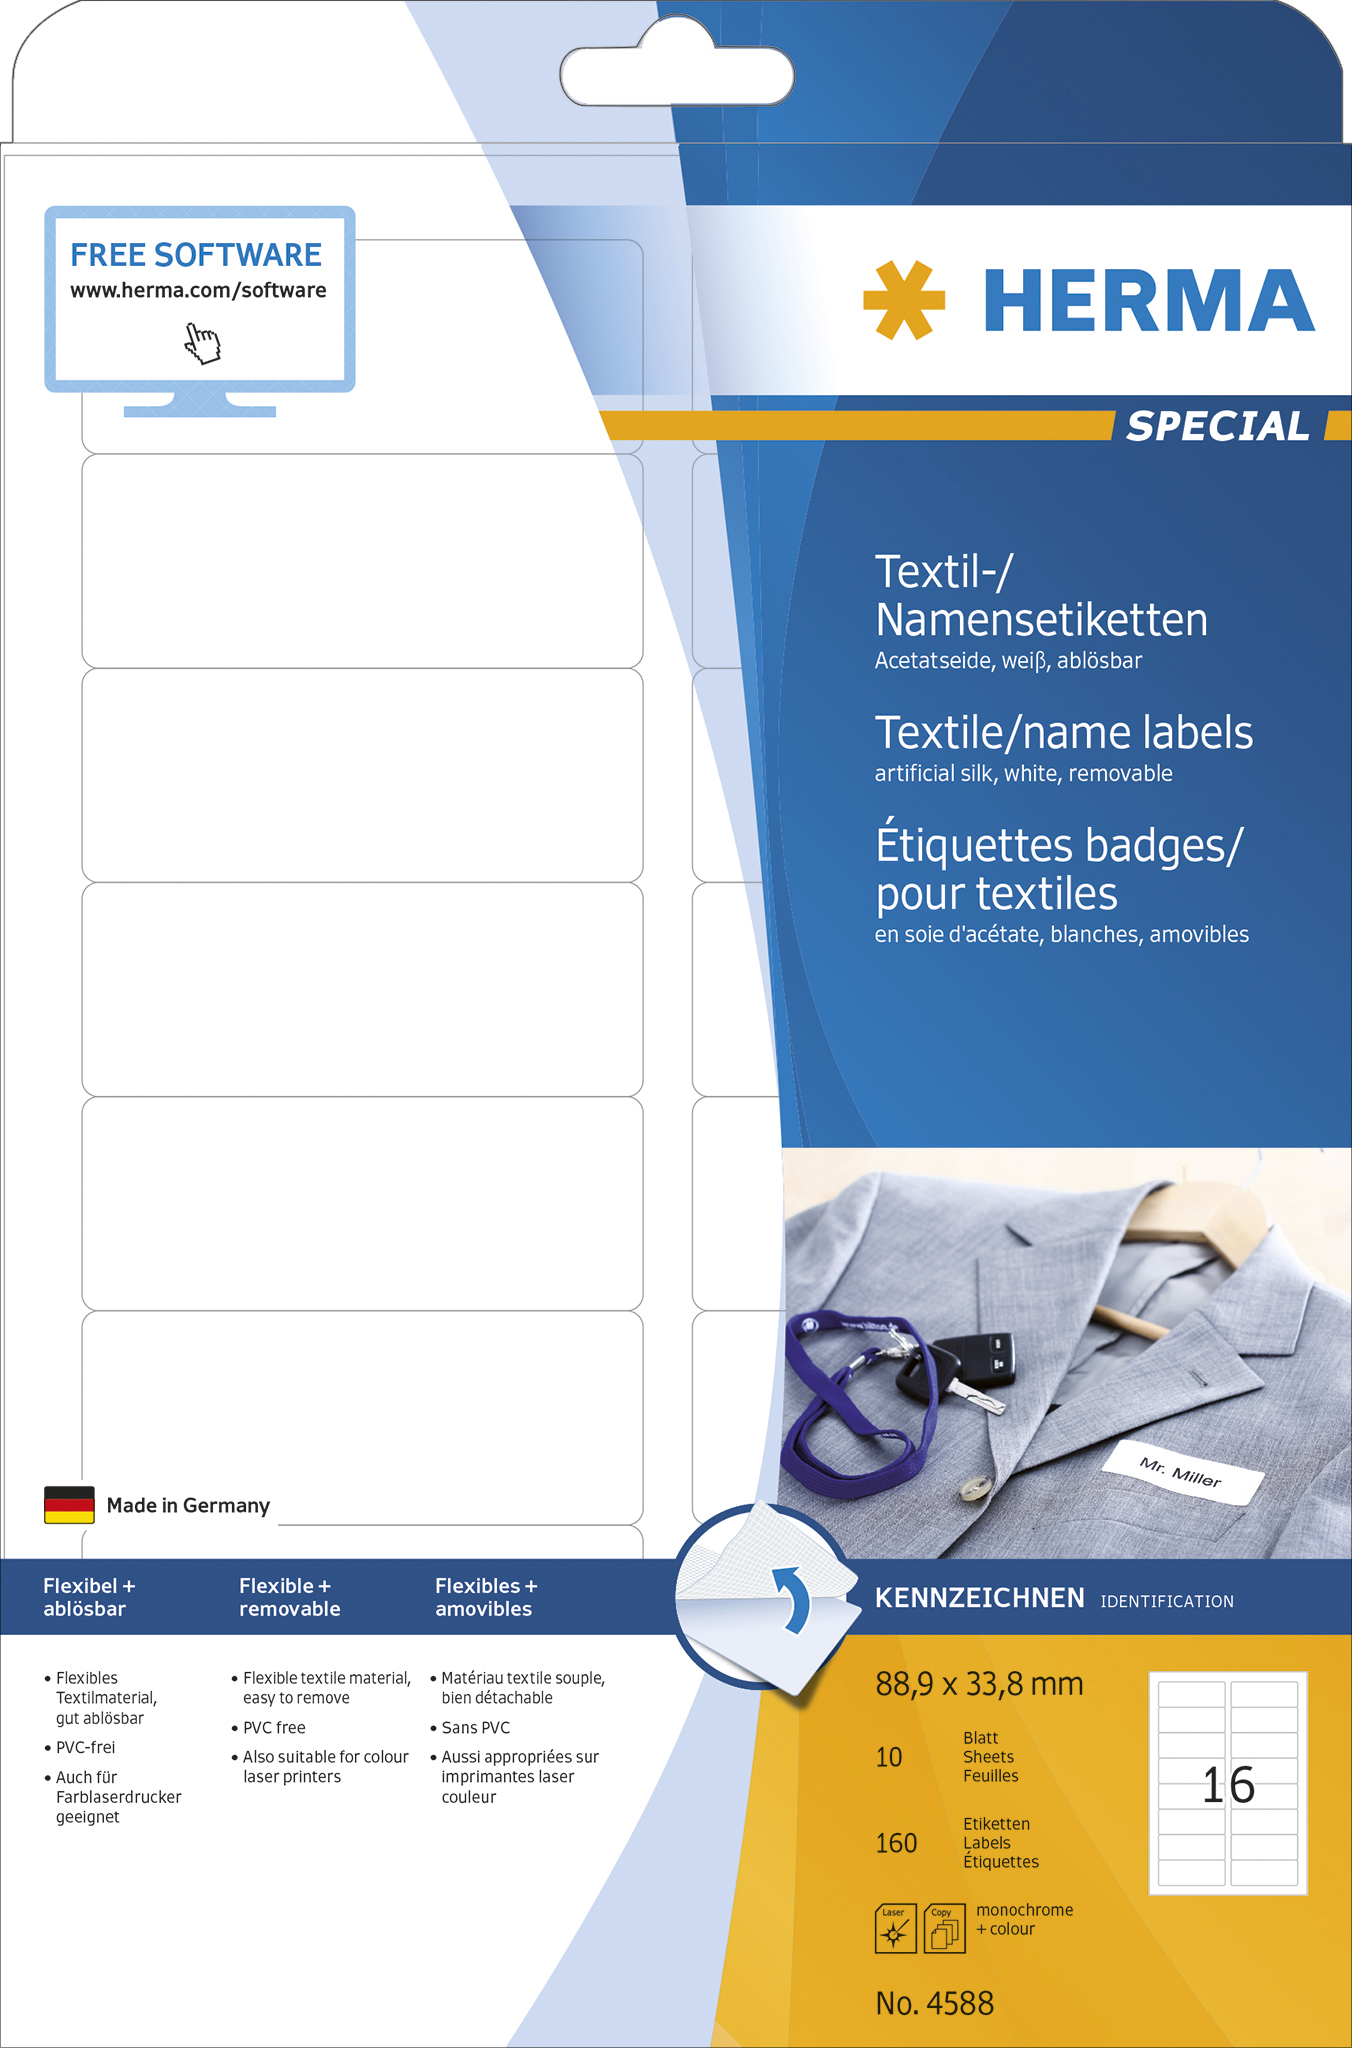 FREE SOFTWARE
www.herma.com/software
HERMA
SPECIAL
Textil-/
Namensetiketten
Acetatseide, weiß, ablösbar
Textile/name labels
artificial silk, white, removable
Étiquettes badges/
pour textiles
en soie d'acétate, blanches, amovibles
www.hilton.de
Mr. Miller
Made in Germany
Flexibel +
ablösbar
Flexible +
removable
Flexibles +
amovibles
KENNZEICHNEN IDENTIFICATION
• Flexibles
Textilmaterial,
gut ablösbar
• PVC-frei
• Auch für
Farblaserdrucker
geeignet
• Flexible textile material,
easy to remove
• PVC free
• Also suitable for colour
laser printers
• Matériau textile souple,
bien détachable
• Sans PVC
• Aussi appropriées sur
imprimantes laser
couleur
88,9 x 33,8 mm
10
Blatt
Sheets
Feuilles
160
Etiketten
Labels
Étiquettes
16
Laser
Copy
monochrome
+ colour
No. 4588